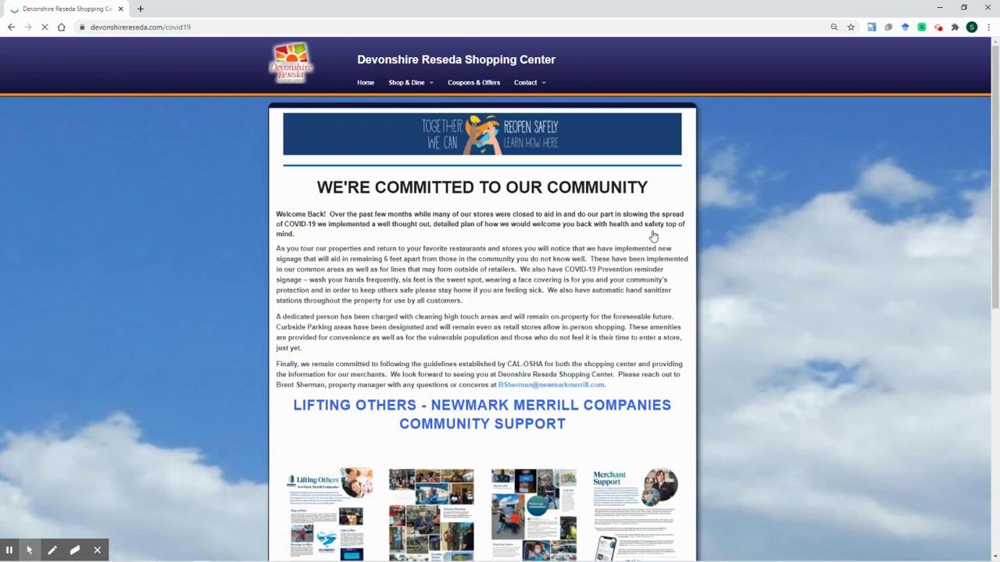 Devonshire Reseda Shopping Ce
devonshirereseda.com/covid19
S
Devonshire
Reseda
Devonshire Reseda Shopping Center
Home Shop & Dine Coupons & Offers Contact
TOGETHER WE CAN
REOPEN SAFELY
LEARN HOW HERE
WE'RE COMMITTED TO OUR COMMUNITY
Welcome Back! Over the past few months while many of our stores were closed to aid in and do our part in slowing the spread
of COVID-19 we implemented a well thought out, detailed plan of how we would welcome you back with health and safety top of
mind.
As you tour our properties and return to your favorite restaurants and stores you will notice that we have implemented new
signage that will aid in remaining 6 feet apart from those in the community you do not know well. These have been implemented
in our common areas as well as for lines that may form outside of retailers. We also have COVID-19 Prevention reminder
signage – wash your hands frequently, six feet is the sweet spot, wearing a face covering is for you and your community's
protection and in order to keep others safe please stay home if you are feeling sick. We also have automatic hand sanitizer
stations throughout the property for use by all customers.
A dedicated person has been charged with cleaning high touch areas and will remain on-property for the foreseeable future.
Curbside Parking areas have been designated and will remain even as retail stores allow in-person shopping. These amenities
are provided for convenience as well as for the vulnerable population and those who do not feel it is their time to enter a store,
just yet.
Finally, we remain committed to following the guidelines established by CAL-OSHA for both the shopping center and providing
the information for our merchants. We look forward to seeing you at Deonshire Reseda Shopping Center. Please reach out to
Brent Sherman, property manager with any questions or concerns at BSherman@newmarkmerrill.com.
LIFTING OTHERS - NEWMARK MERRILL COMPANIES
COMMUNITY SUPPORT
Lifting Others
NewMark Merrill Companies
Merchant
Support